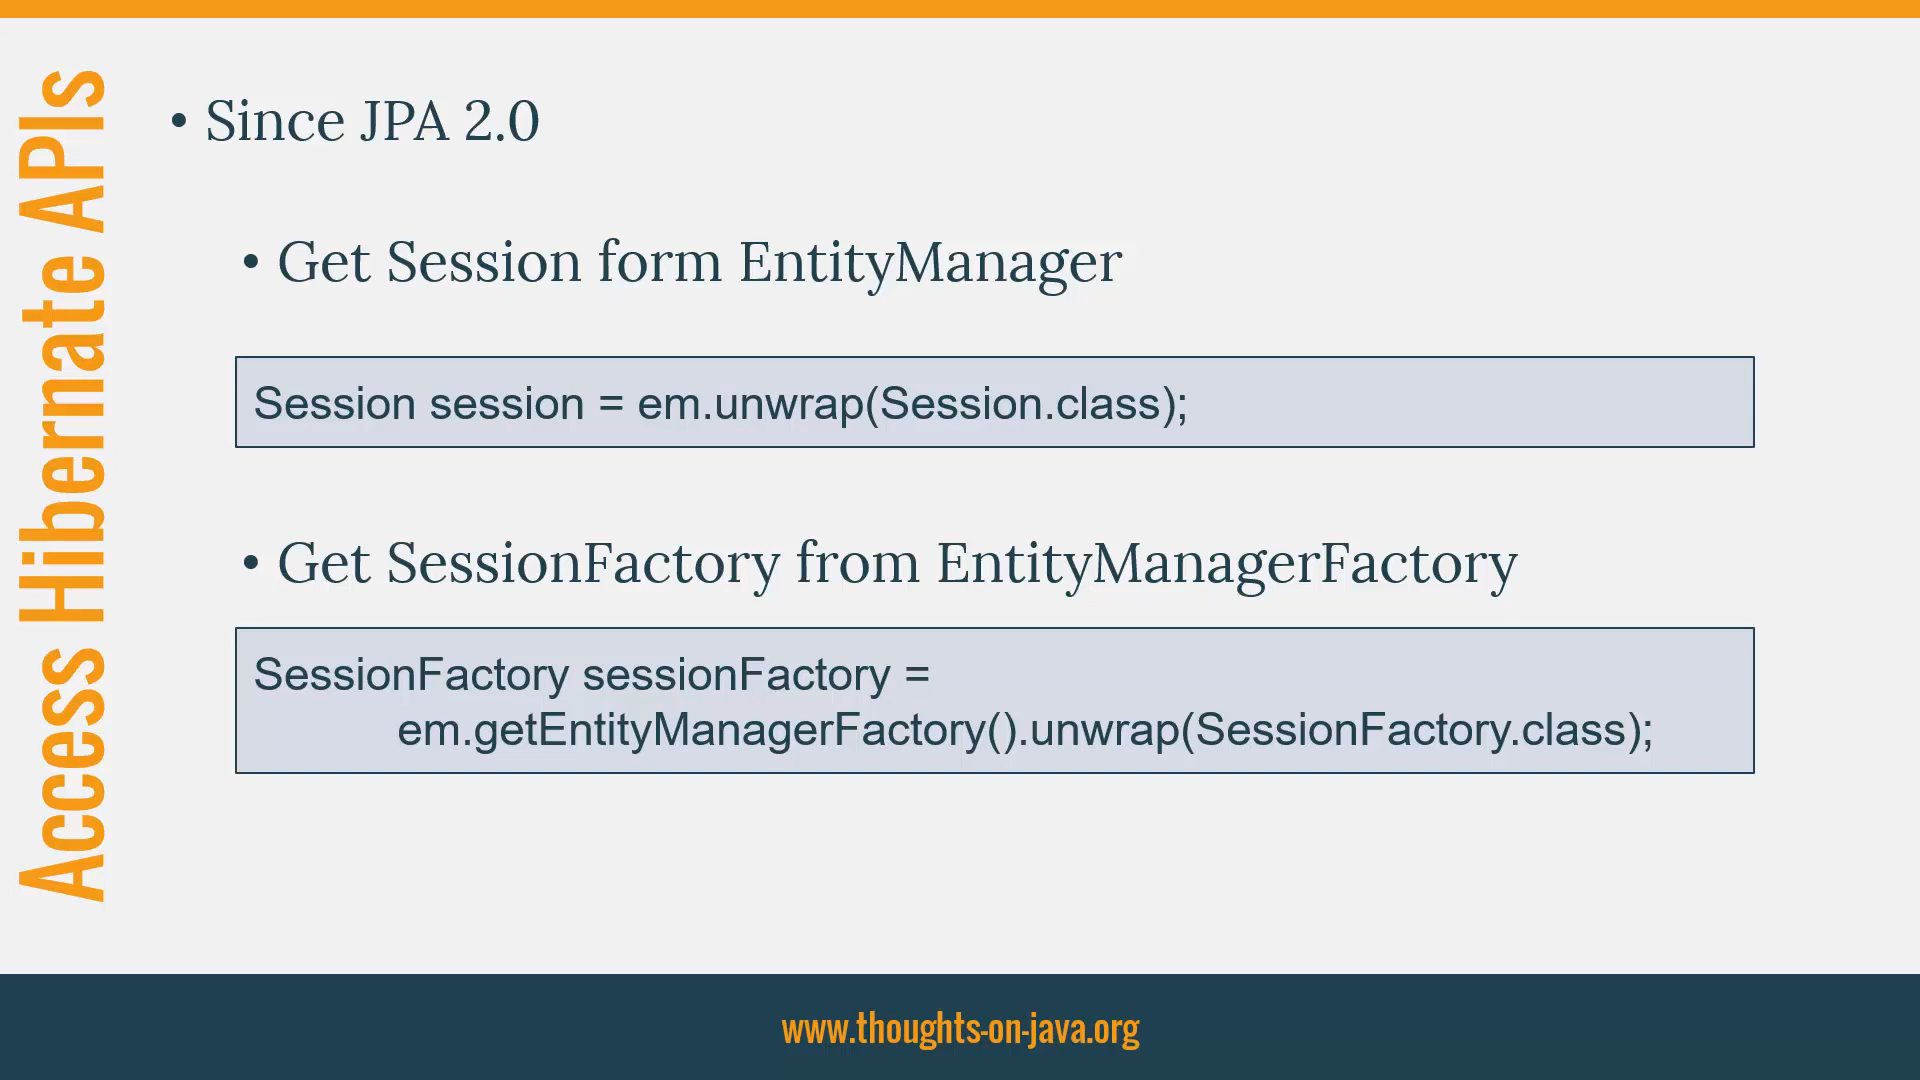 Access Hibernate APIs
• Since JPA 2.0
• Get Session form EntityManager
Session session = em.unwrap(Session.class);
• Get SessionFactory from EntityManagerFactory
SessionFactory sessionFactory =
em.getEntityManagerFactory().unwrap(SessionFactory.class);
www.thoughts-on-java.org